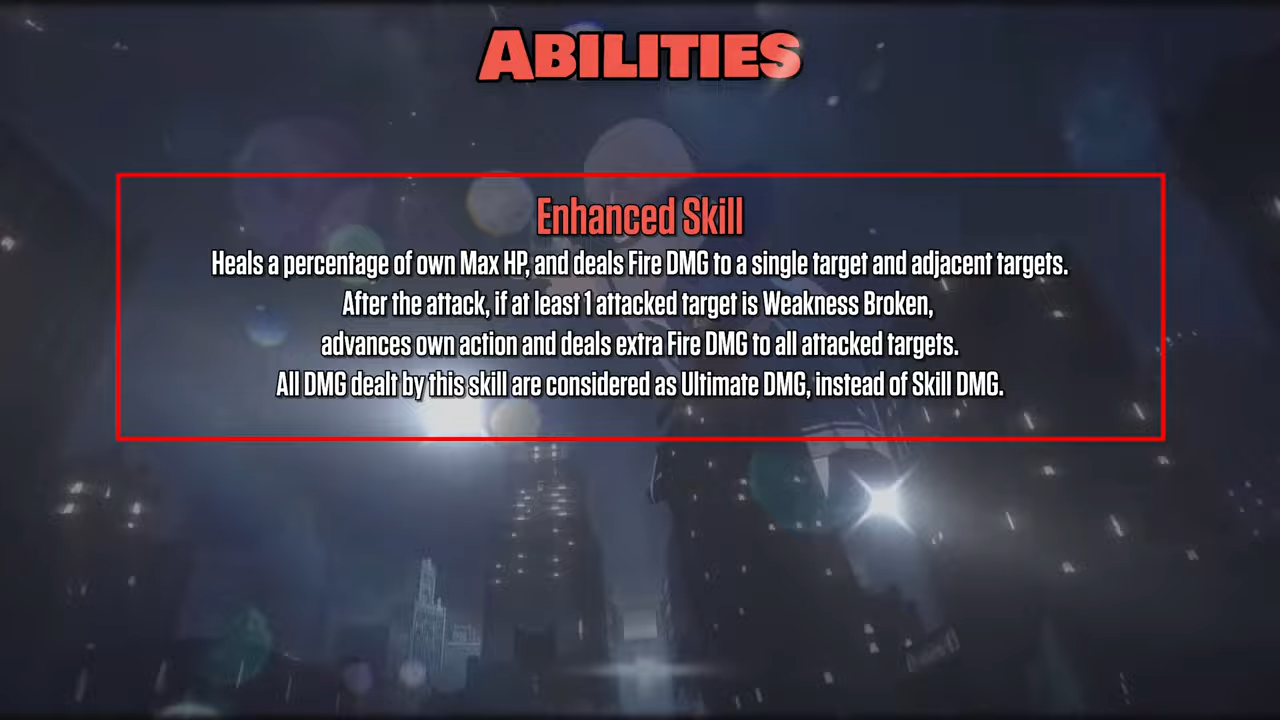 ABILITIES
Enhanced Skill
Heals a percentage of own Max HP, and deals Fire DMG to a single target and adjacent targets.
After the attack, if at least 1 attacked target is Weakness Broken,
advances own action and deals extra Fire DMG to all attacked targets.
All DMG dealt by this skill are considered as Ultimate DMG, instead of Skill DMG.